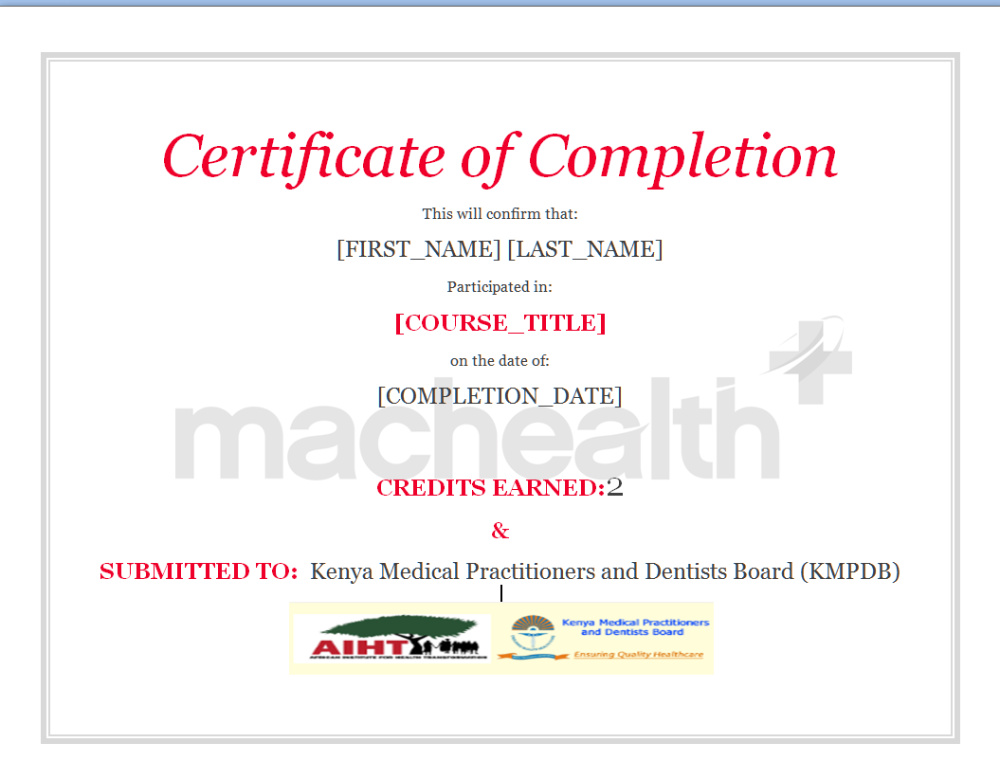 Certificate of Completion
This will confirm that:
[FIRST_NAME] [LAST_NAME]
Participated in:
[COURSE_TITLE]
on the date of:
[COMPLETION_DATE]
machealth
CREDITS EARNED:2
&
SUBMITTED TO: Kenya Medical Practitioners and Dentists Board (KMPDB)
AIHT
AFRICAN INSTITUTE FOR HEALTH TRANSFORMATION
Kenya Medical Practitioners
and Dentists Board
Ensuring Quality Healthcare